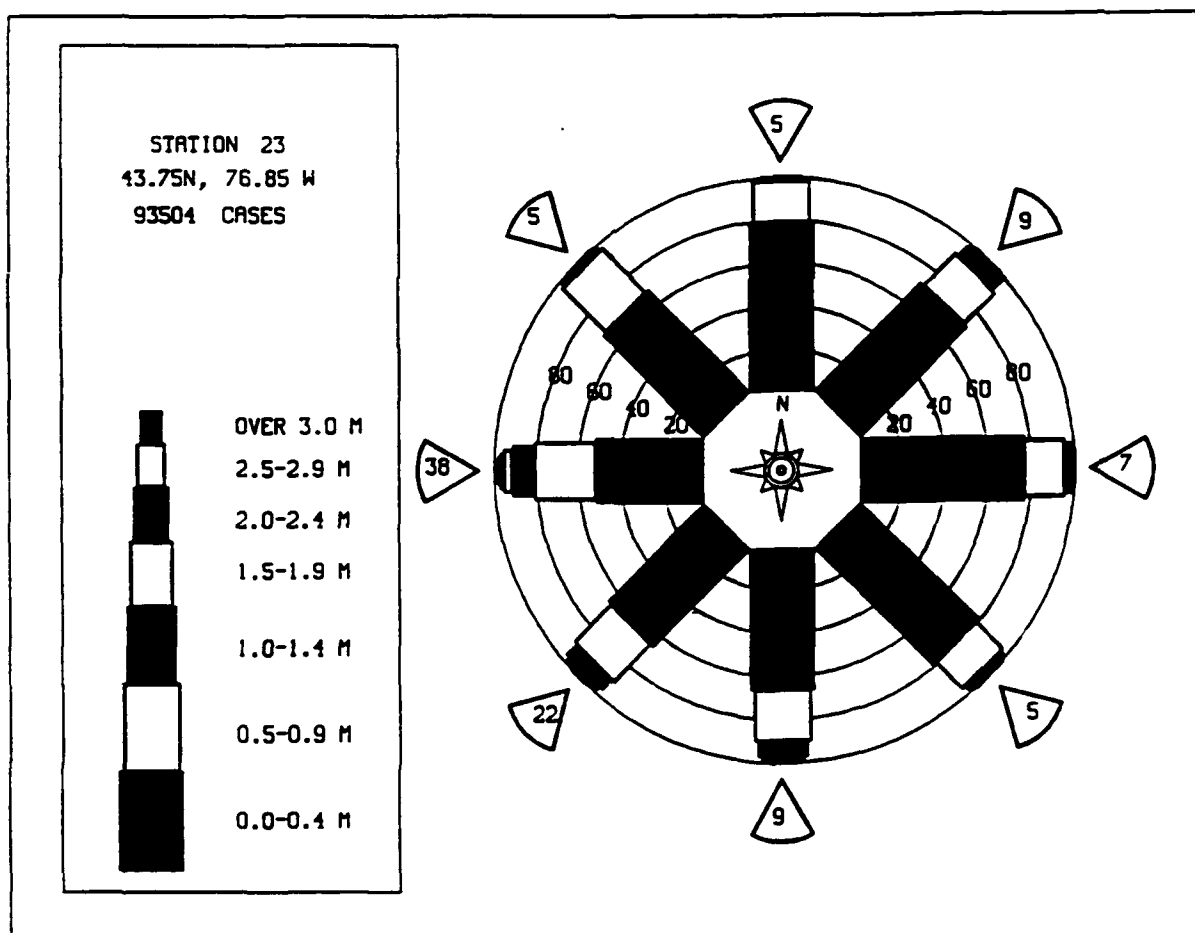 STATION 23
43.75N, 76.85 W
93504 CASES
OVER 3.0 M
2.5-2.9 M
2.0-2.4 M
1.5-1.9 M
1.0-1.4 M
0.5-0.9 M
0.0-0.4 M
5
5
9
80
60
40
20
N
20
40
60
80
38
7
22
5
9